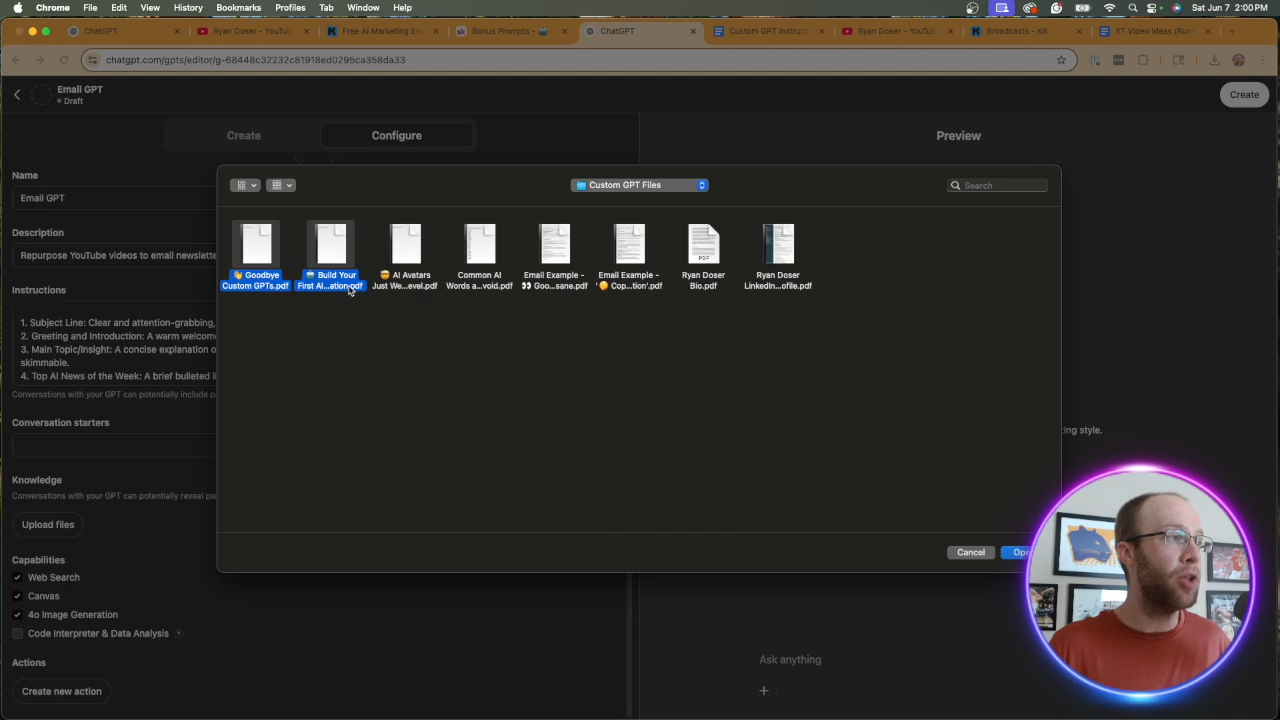 Chrome File Edit View History Bookmarks Profiles Tab Window Help Sat Jun 7 2:00 PM
ChatGPT Ryan Doser - YouTub Free AI Marketing Ex Bonus Prompts - ChatGPT Custom GPT Instruc Ryan Doser - YouTub Broadcasts - Kit YT Video Ideas (Run
chatgpt.com/gpts/editor/g-68448c32232c81918ed0295ca358da33
Email GPT
Draft
Create
Create Configure
Preview
Name
Email GPT
Description
Repurpose YouTube videos to email newslette
Instructions
1. Subject Line: Clear and attention-grabbing,
2. Greeting and Introduction: A warm welcom
3. Main Topic/Insight: A concise explanation o
skimmable.
4. Top AI News of the Week: A brief bulleted li
Conversations with your GPT can potentially include p
Conversation starters
Knowledge
Conversations with your GPT can potentially reveal pa
Upload files
Capabilities
Web Search
Canvas
4o Image Generation
Code Interpreter & Data Analysis ?
Actions
Create new action
Custom GPT Files
Search
👋 Goodbye
Custom GPTs.pdf
🤖 Build Your
First AI...ation.pdf
🤯 AI Avatars
Just We...evel.pdf
Common AI
Words a...void.pdf
Email Example -
👀 Goo...sane.pdf
Email Example -
' Cop...tion'.pdf
PDF
Ryan Doser
Bio.pdf
Ryan Doser
LinkedIn...ofile.pdf
Cancel Ope
king style.
Ask anything